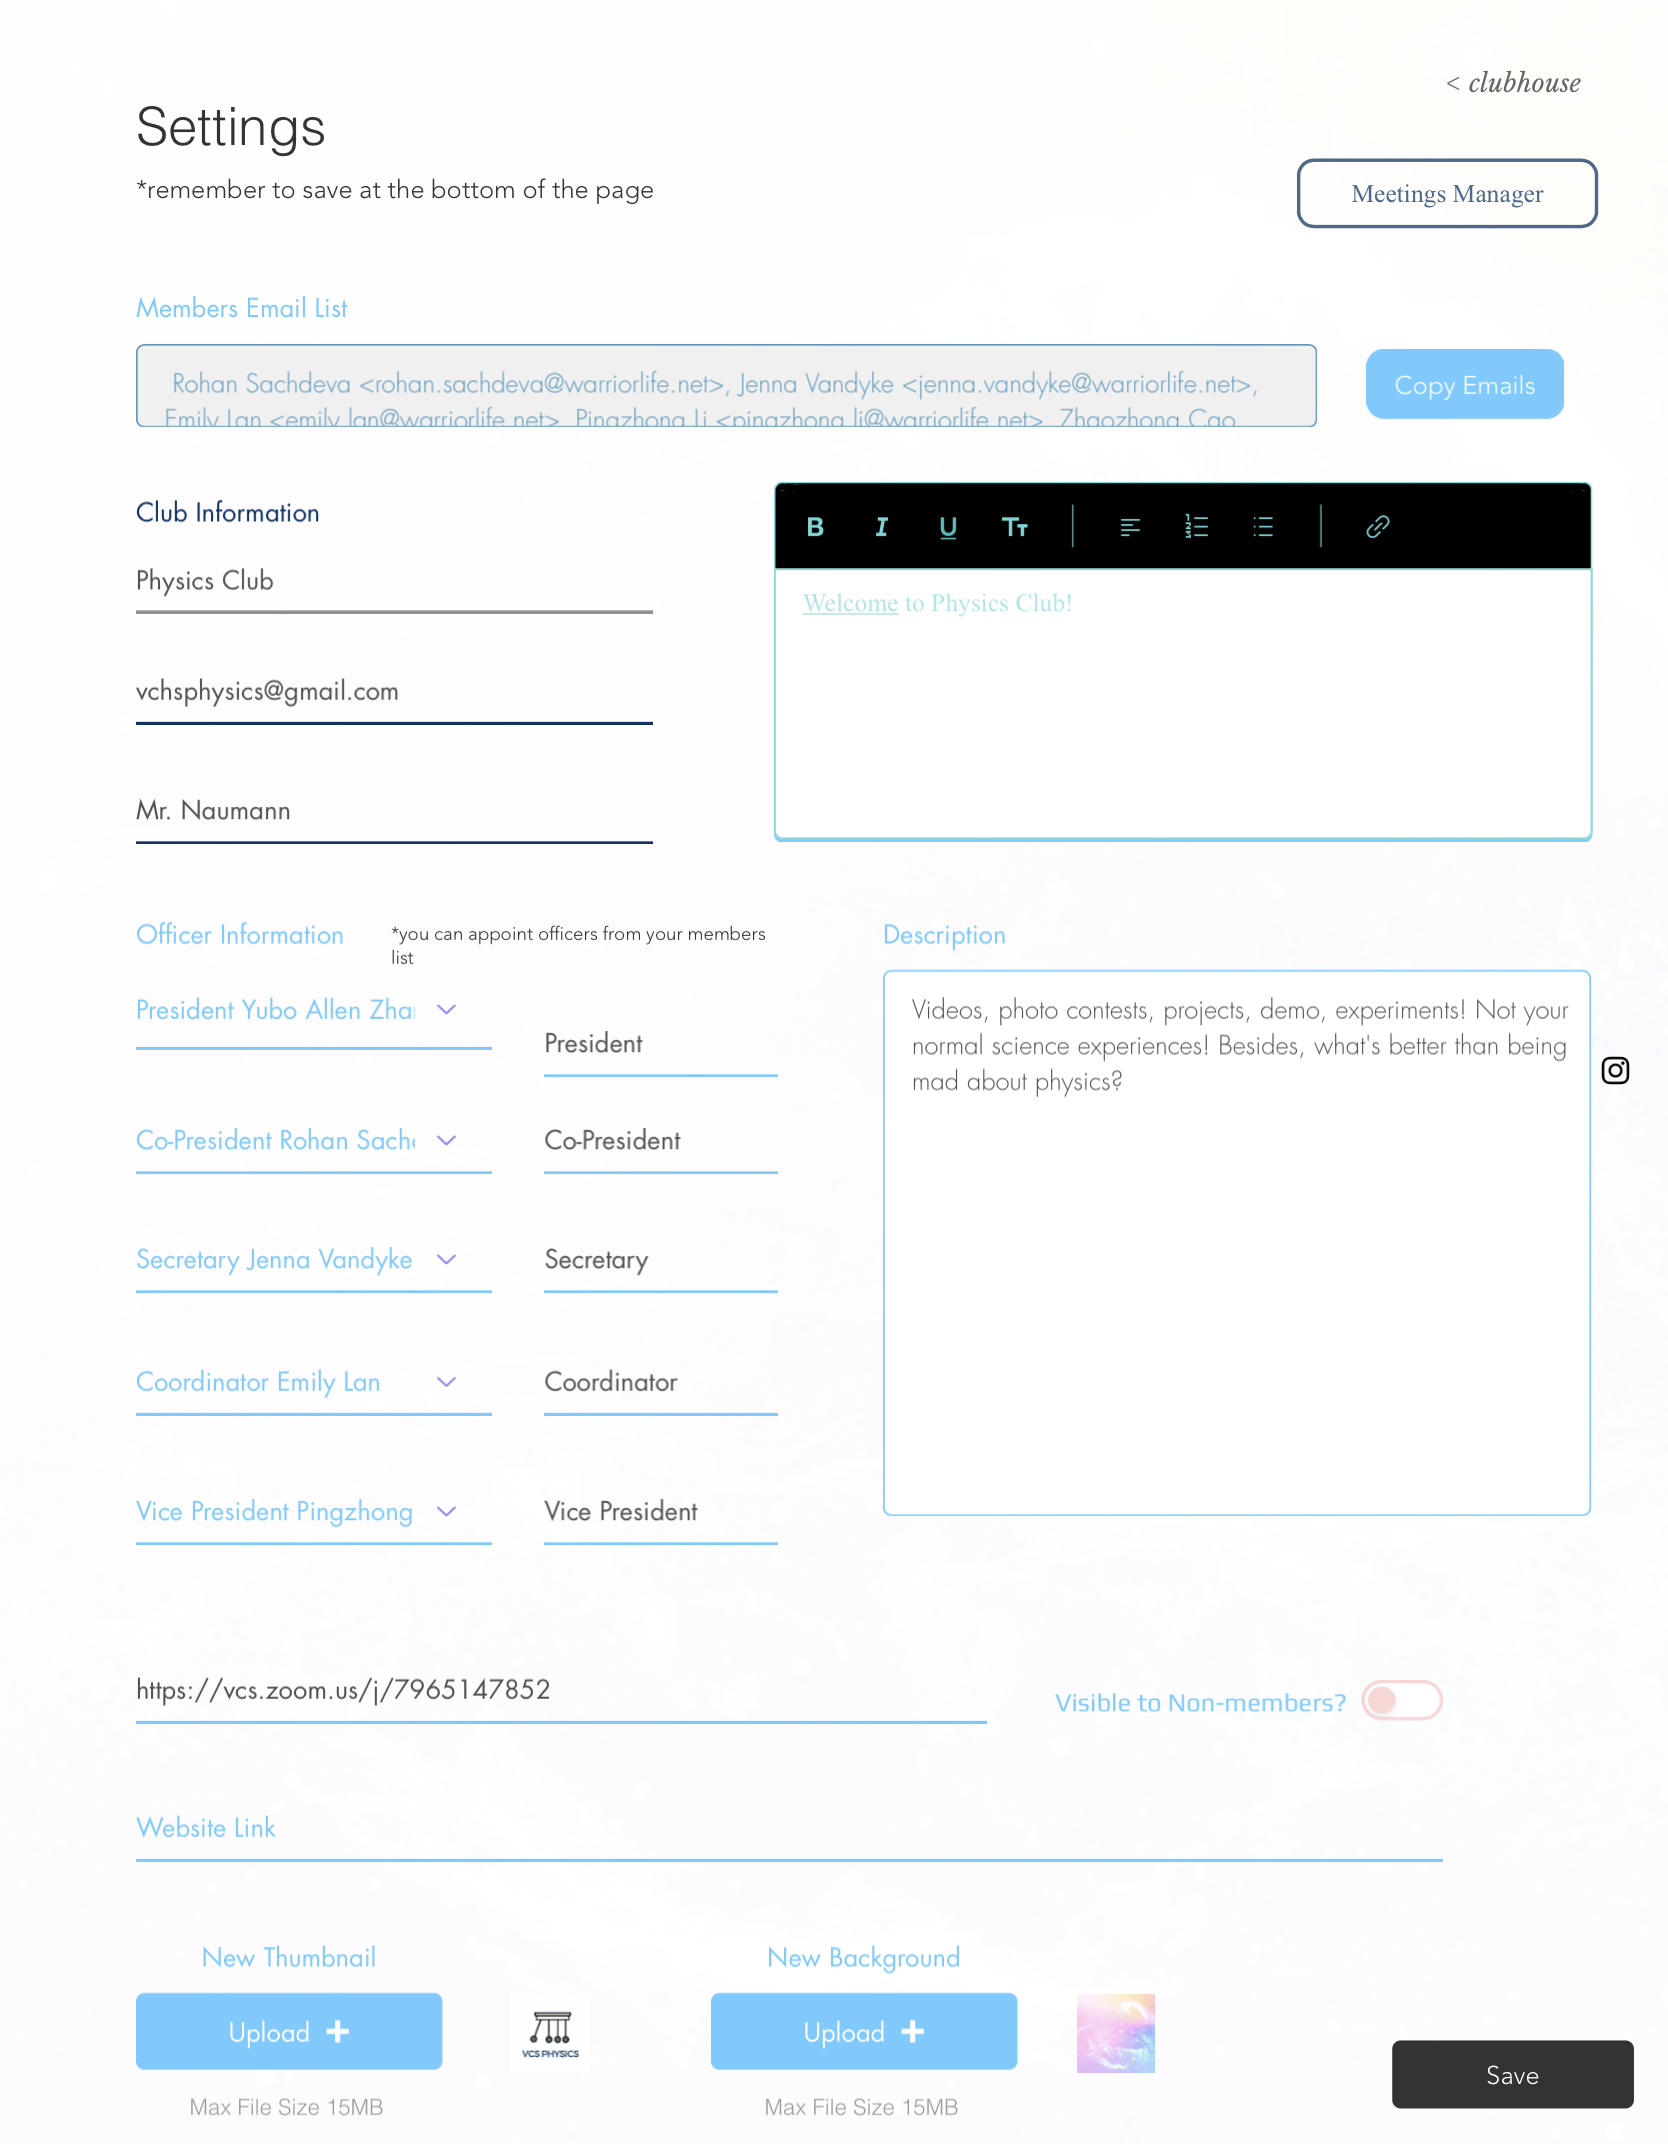 < clubhouse
Settings
*remember to save at the bottom of the page
Meetings Manager
Members Email List
Rohan Sachdeva <rohan.sachdeva@warriorlife.net>, Jenna Vandyke <jenna.vandyke@warriorlife.net>,
Emily Lan <emily.lan@warriorlife.net>, Pingzhong Li <pingzhong.li@warriorlife.net>, Zhaozhong Cao
Copy Emails
Club Information
Physics Club
vchsphysics@gmail.com
Mr. Naumann
B I U TT
Welcome to Physics Club!
Officer Information
*you can appoint officers from your members
list
President Yubo Allen Zha
President
Co-President Rohan Sach
Co-President
Secretary Jenna Vandyke
Secretary
Coordinator Emily Lan
Coordinator
Vice President Pingzhong
Vice President
Description
Videos, photo contests, projects, demo, experiments! Not your
normal science experiences! Besides, what's better than being
mad about physics?
https://vcs.zoom.us/j/7965147852
Visible to Non-members?
Website Link
New Thumbnail
Upload +
VCS PHYSICS
Max File Size 15MB
New Background
Upload +
Max File Size 15MB
Save